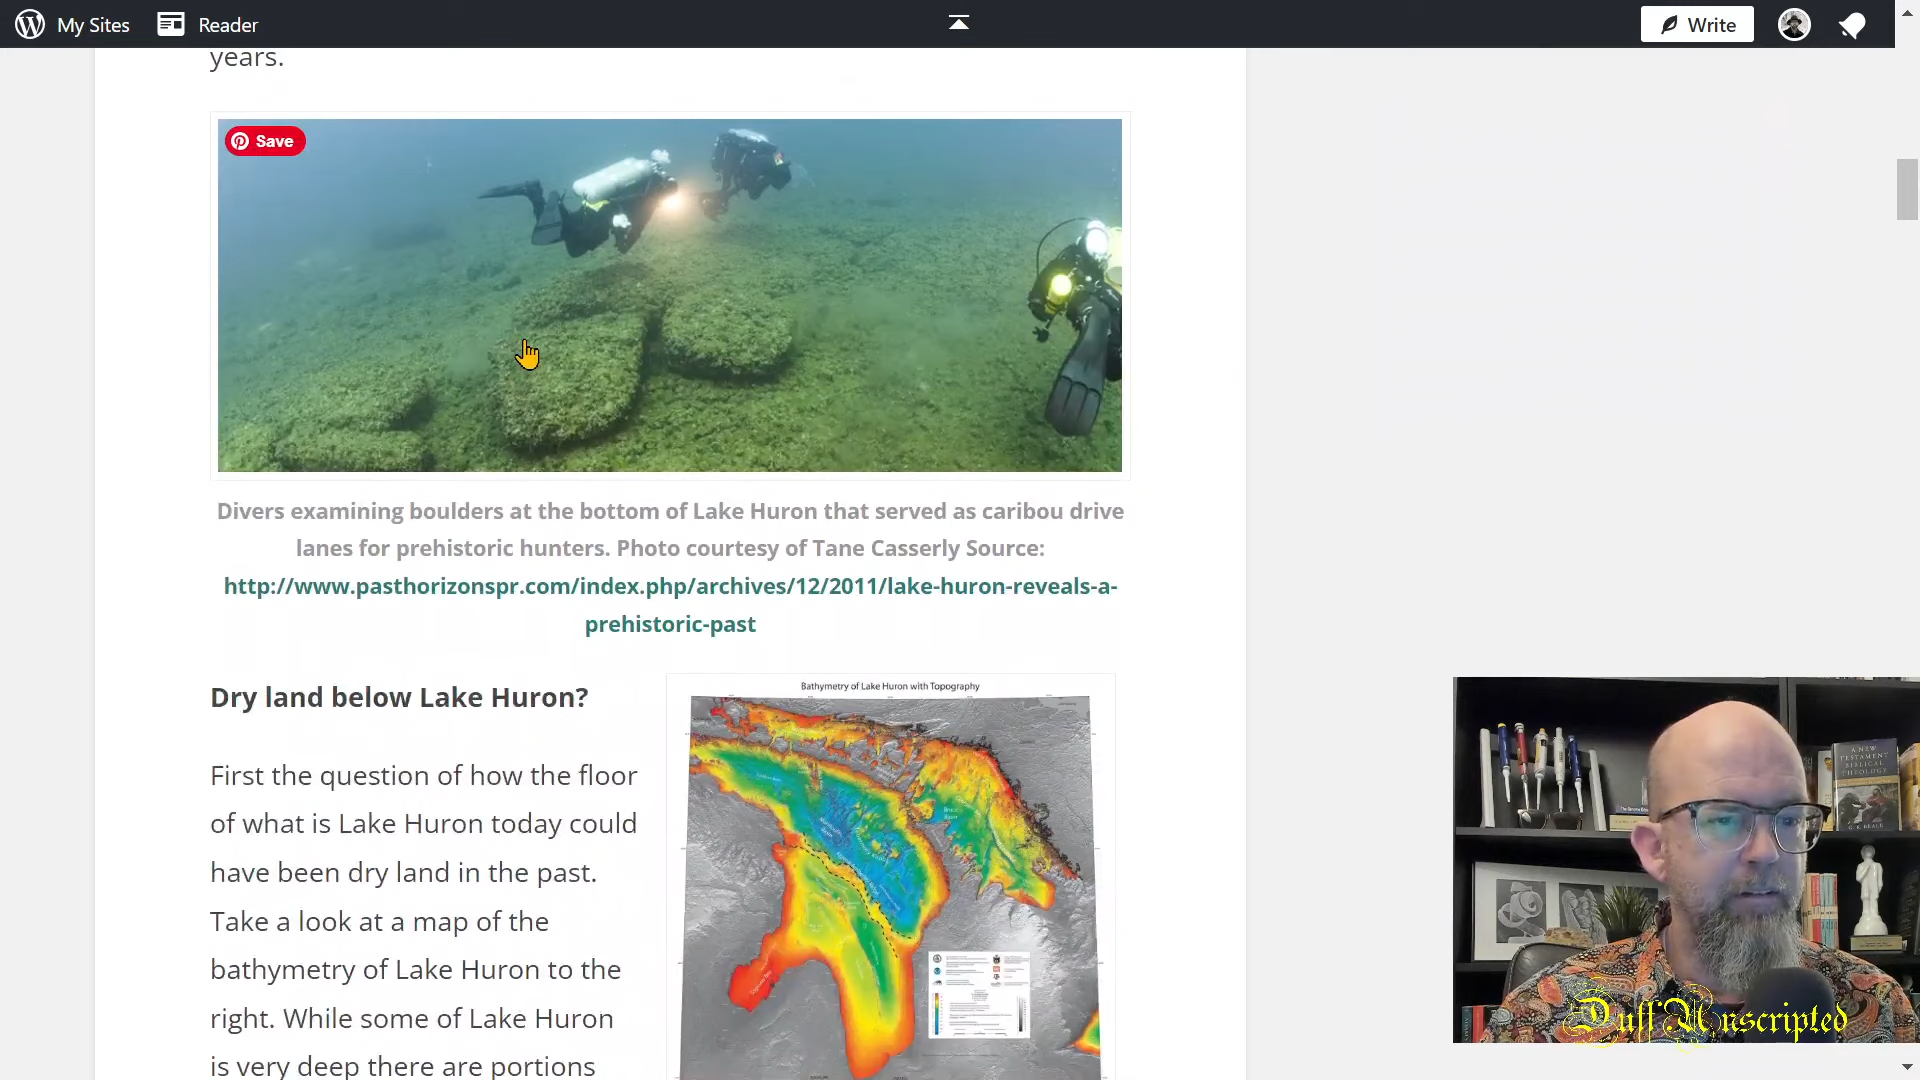 My Sites
Reader
Write
years.
Save
Divers examining boulders at the bottom of Lake Huron that served as caribou drive
lanes for prehistoric hunters. Photo courtesy of Tane Casserly Source:
http://www.pasthorizonspr.com/index.php/archives/12/2011/lake-huron-reveals-a-
prehistoric-past
Dry land below Lake Huron?
First the question of how the floor
of what is Lake Huron today could
have been dry land in the past.
Take a look at a map of the
bathymetry of Lake Huron to the
right. While some of Lake Huron
is very deep there are portions
Bathymetry of Lake Huron with Topography
A NEW
TESTAMENT
BIBLICAL
THEOLOGY
G. K. BEALE
Duff Unscripted